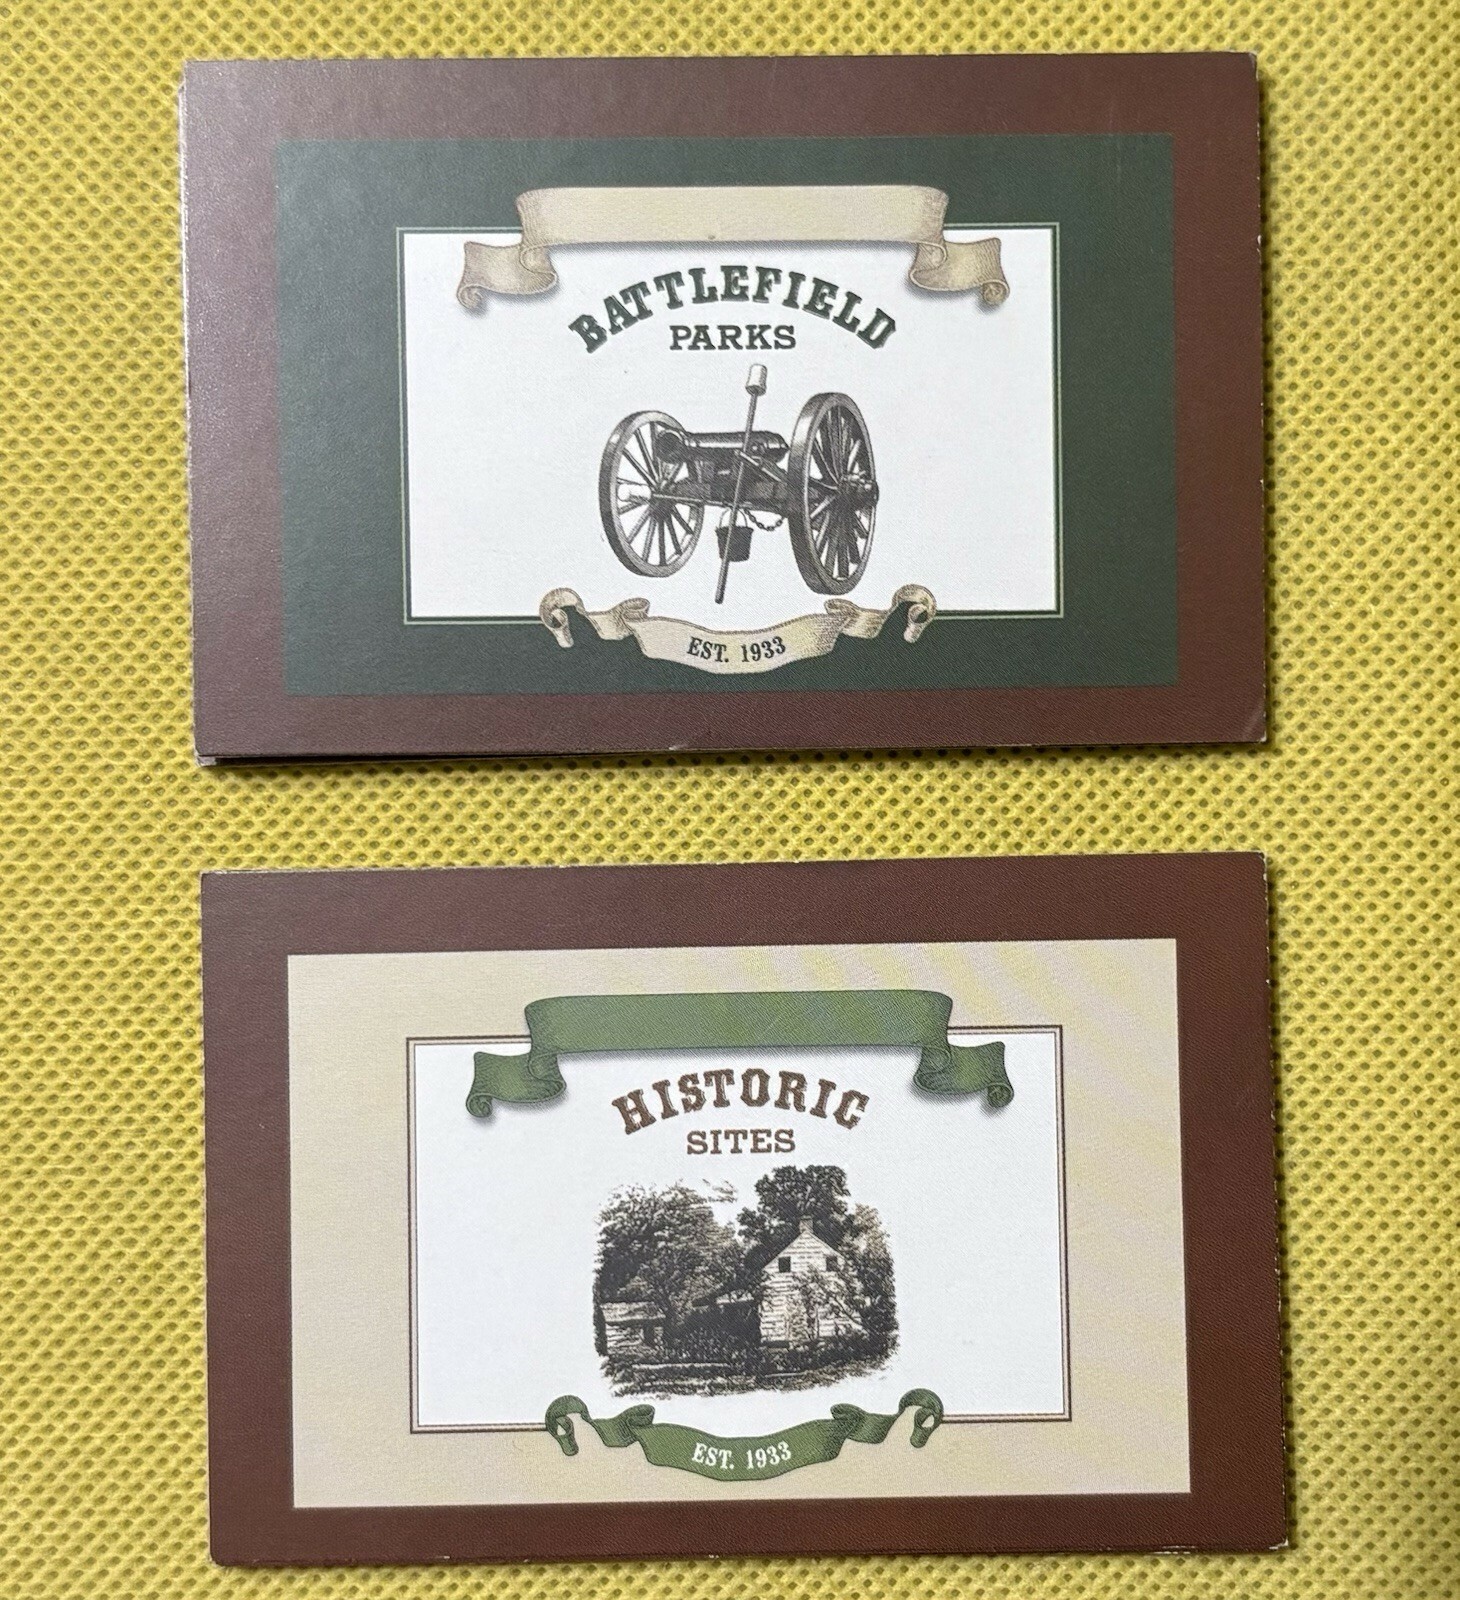 BATTLEFIELD
PARKS
EST. 1933
HISTORIC
SITES
EST. 1933